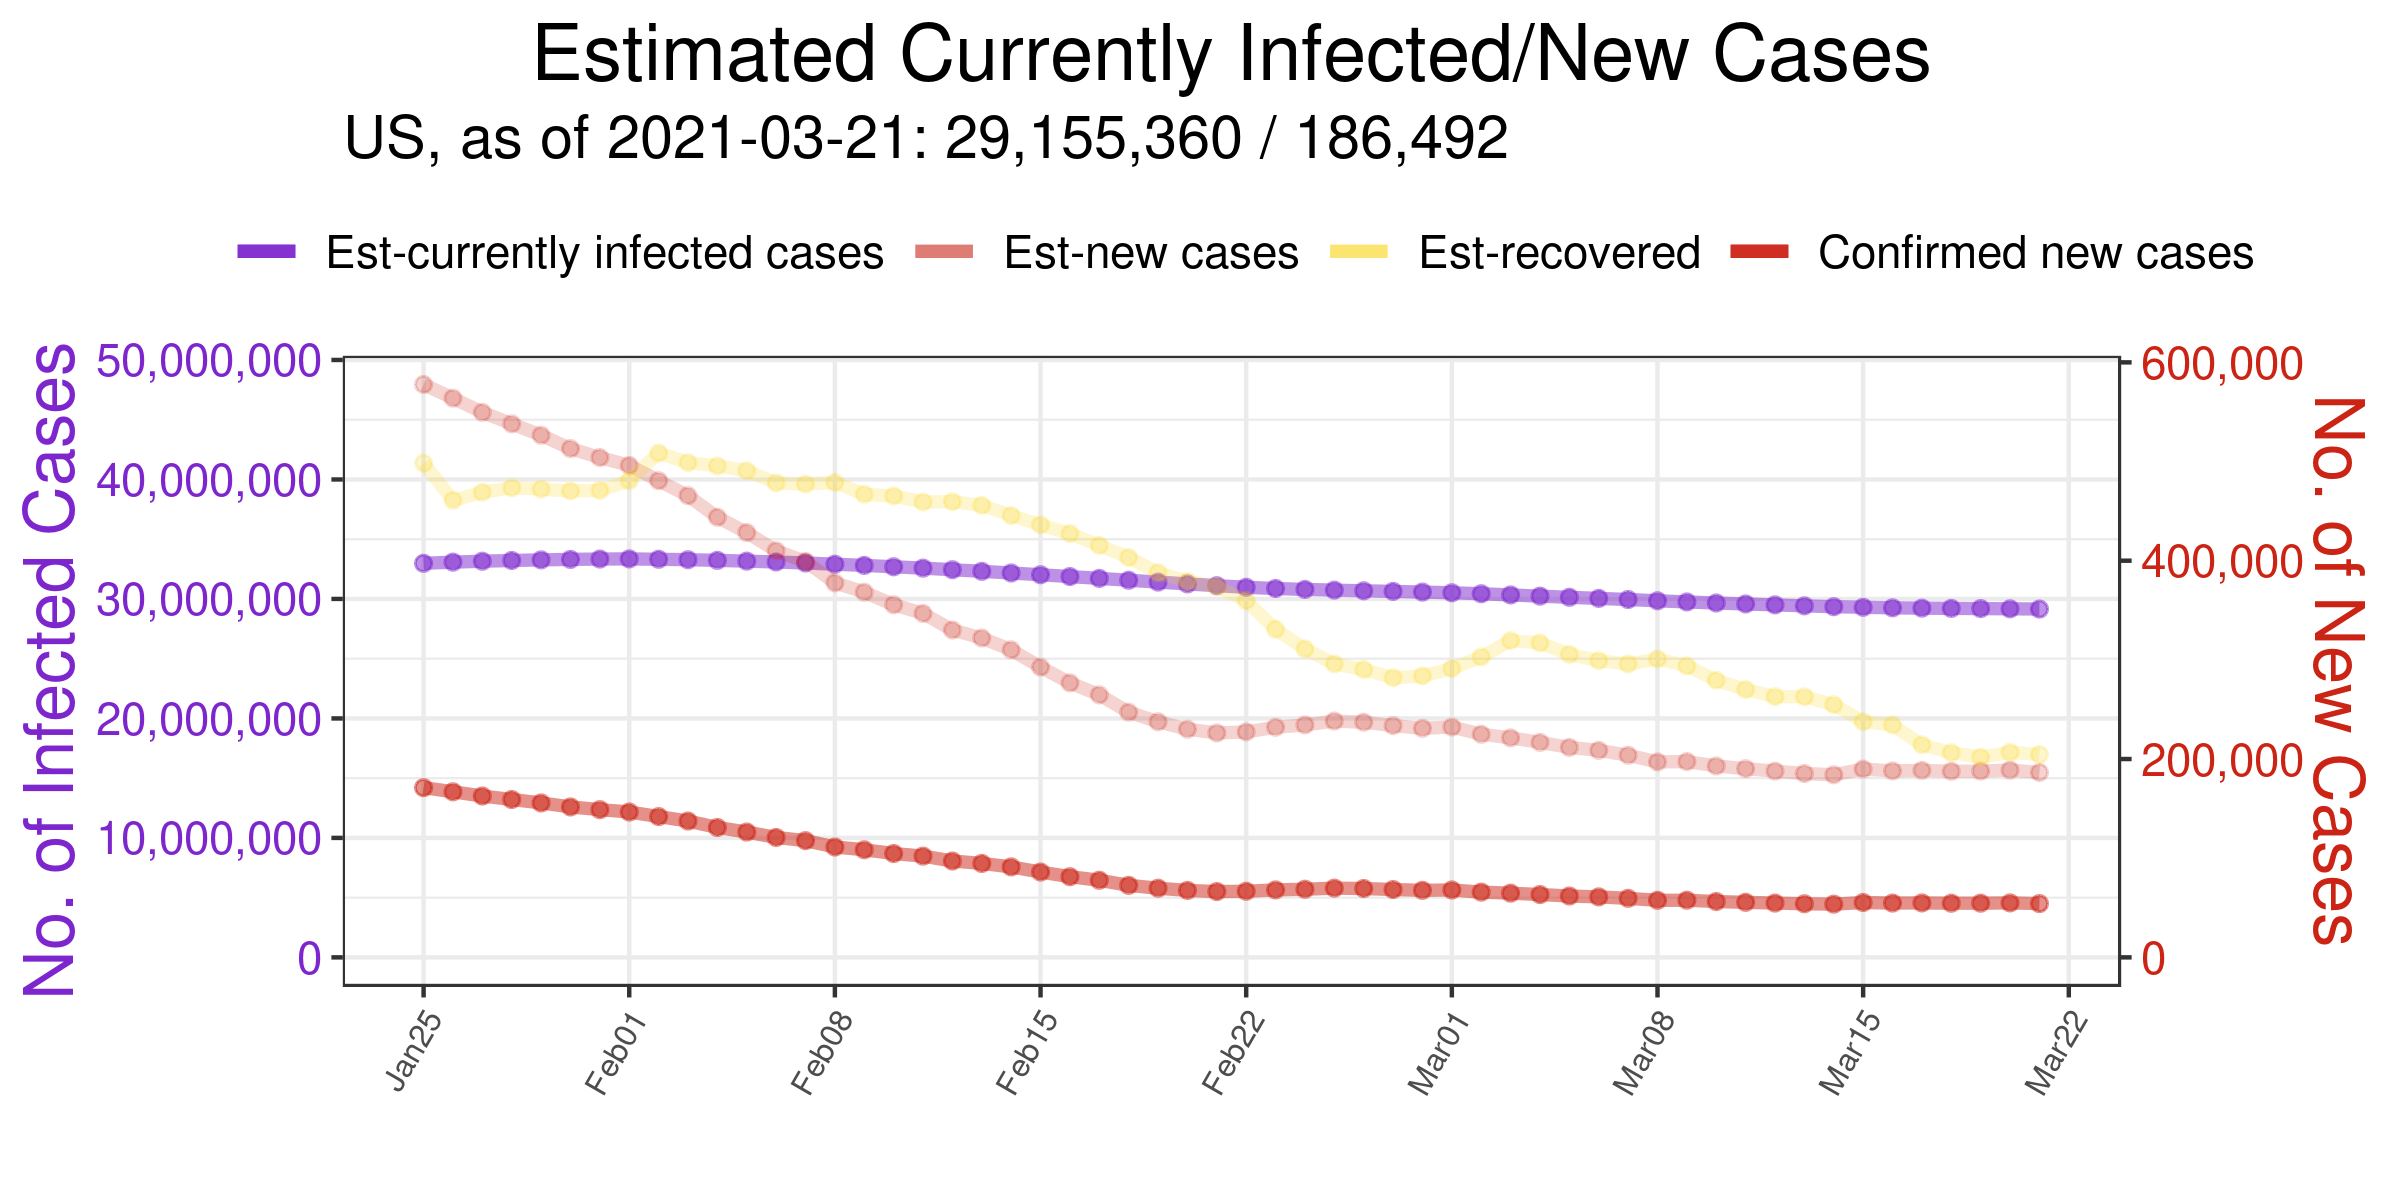 Estimated Currently Infected/New Cases
US, as of 2021-03-21: 29,155,360 / 186,492
Est-currently infected cases Est-new cases Est-recovered Confirmed new cases
No. of Infected Cases
50,000,000
40,000,000
30,000,000
20,000,000
10,000,000
0
600,000
400,000
200,000
0
No. of New Cases
Jan25 Feb01 Feb08 Feb15 Feb22 Mar01 Mar08 Mar15 Mar22